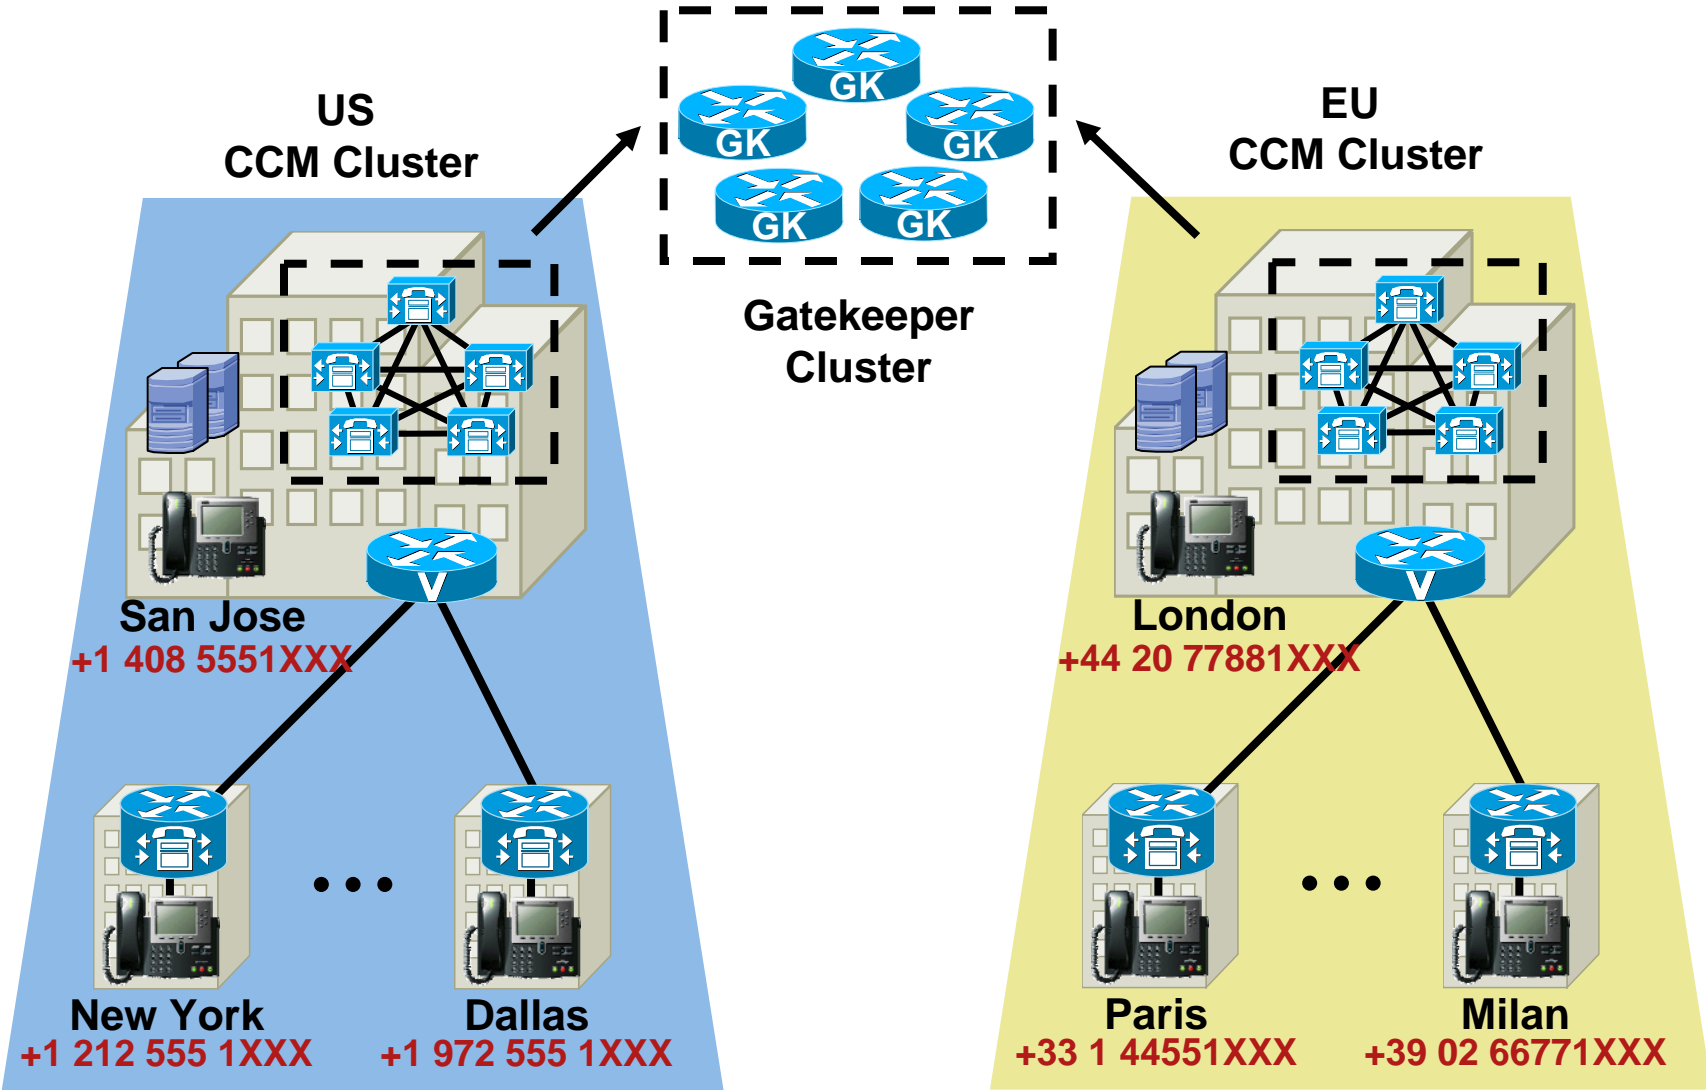 US
CCM Cluster
GK
GK
GK
GK
GK
EU
CCM Cluster
Gatekeeper
Cluster
V
San Jose
+1 408 5551XXX
V
London
+44 20 77881XXX
New York
+1 212 555 1XXX
...
Dallas
+1 972 555 1XXX
Paris
+33 1 44551XXX
...
Milan
+39 02 66771XXX